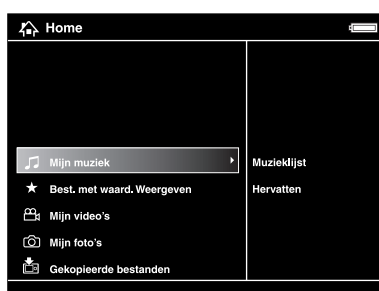 Home
Mijn muziek
Best. met waard. Weergeven
Mijn video's
Mijn foto's
Gekopieerde bestanden
Muzieklijst
Hervatten